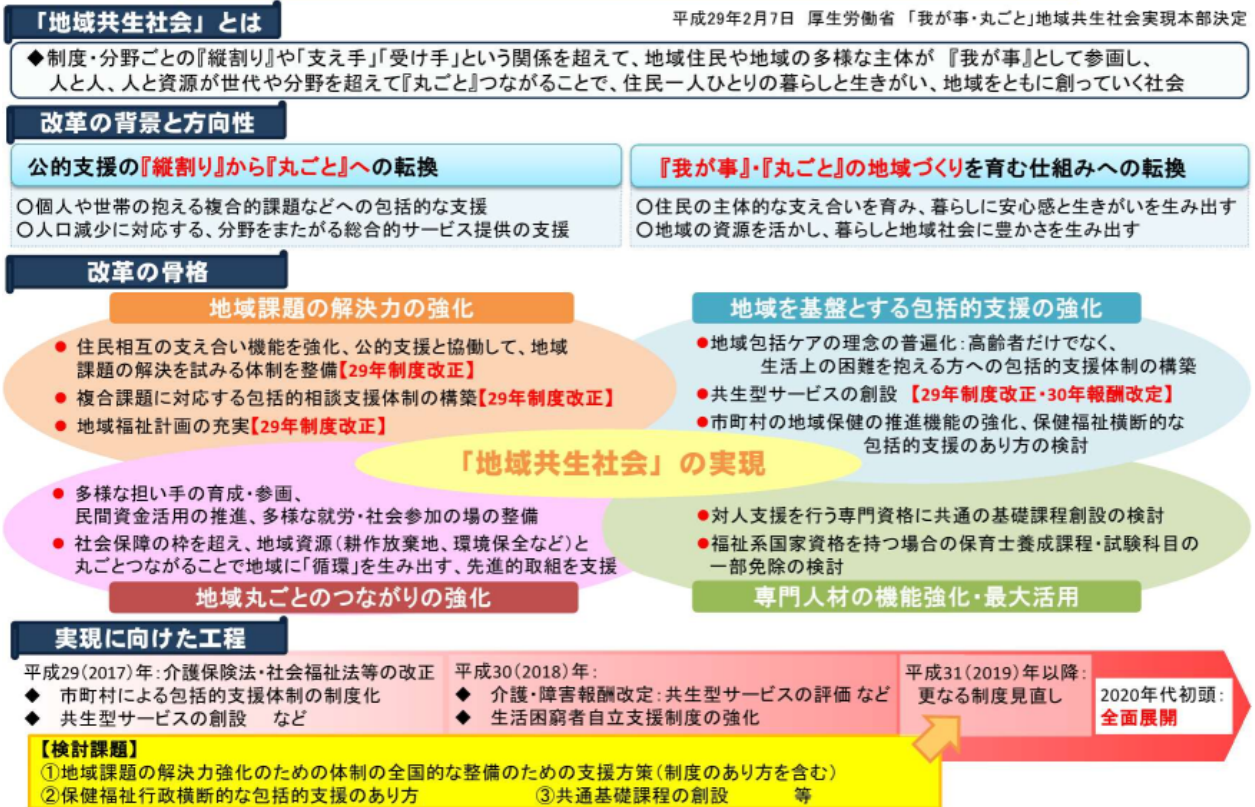 「地域共生社会」とは
平成29年2月7日 厚生労働省 「我が事・丸ごと」地域共生社会実現本部決定
◆制度・分野ごとの『縦割り』や「支え手」「受け手」という関係を超えて、地域住民や地域の多様な主体が 『我が事』として参画し、
人と人、人と資源が世代や分野を超えて『丸ごと』つながることで、住民一人ひとりの暮らしと生きがい、地域をともに創っていく社会
改革の背景と方向性
公的支援の『縦割り』から『丸ごと』への転換
○個人や世帯の抱える複合的課題などへの包括的な支援
○人口減少に対応する、分野をまたがる総合的サービス提供の支援
『我が事』・『丸ごと』の地域づくりを育む仕組みへの転換
○住民の主体的な支え合いを育み、暮らしに安心感と生きがいを生み出す
○地域の資源を活かし、暮らしと地域社会に豊かさを生み出す
改革の骨格
地域課題の解決力の強化
● 住民相互の支え合い機能を強化、公的支援と協働して、地域
課題の解決を試みる体制を整備【29年制度改正】
● 複合課題に対応する包括的相談支援体制の構築【29年制度改正】
● 地域福祉計画の充実【29年制度改正】
地域を基盤とする包括的支援の強化
●地域包括ケアの理念の普遍化:高齢者だけでなく、
生活上の困難を抱える方への包括的支援体制の構築
●共生型サービスの創設 【29年制度改正・30年報酬改定】
●市町村の地域保健の推進機能の強化、保健福祉横断的な
包括的支援のあり方の検討
「地域共生社会」の実現
● 多様な担い手の育成・参画、
民間資金活用の推進、多様な就労・社会参加の場の整備
● 社会保障の枠を超え、地域資源(耕作放棄地、環境保全など)と
丸ごとつながることで地域に「循環」を生み出す、先進的取組を支援
地域丸ごとのつながりの強化
●対人支援を行う専門資格に共通の基礎課程創設の検討
●福祉系国家資格を持つ場合の保育士養成課程・試験科目の
一部免除の検討
専門人材の機能強化・最大活用
実現に向けた工程
平成29(2017)年:介護保険法・社会福祉法等の改正
◆ 市町村による包括的支援体制の制度化
◆ 共生型サービスの創設 など
平成30(2018)年:
◆ 介護・障害報酬改定:共生型サービスの評価 など
◆ 生活困窮者自立支援制度の強化
平成31(2019)年以降:
更なる制度見直し
2020年代初頭:
全面展開
【検討課題】
①地域課題の解決力強化のための体制の全国的な整備のための支援方策(制度のあり方を含む)
②保健福祉行政横断的な包括的支援のあり方 ③共通基礎課程の創設 等